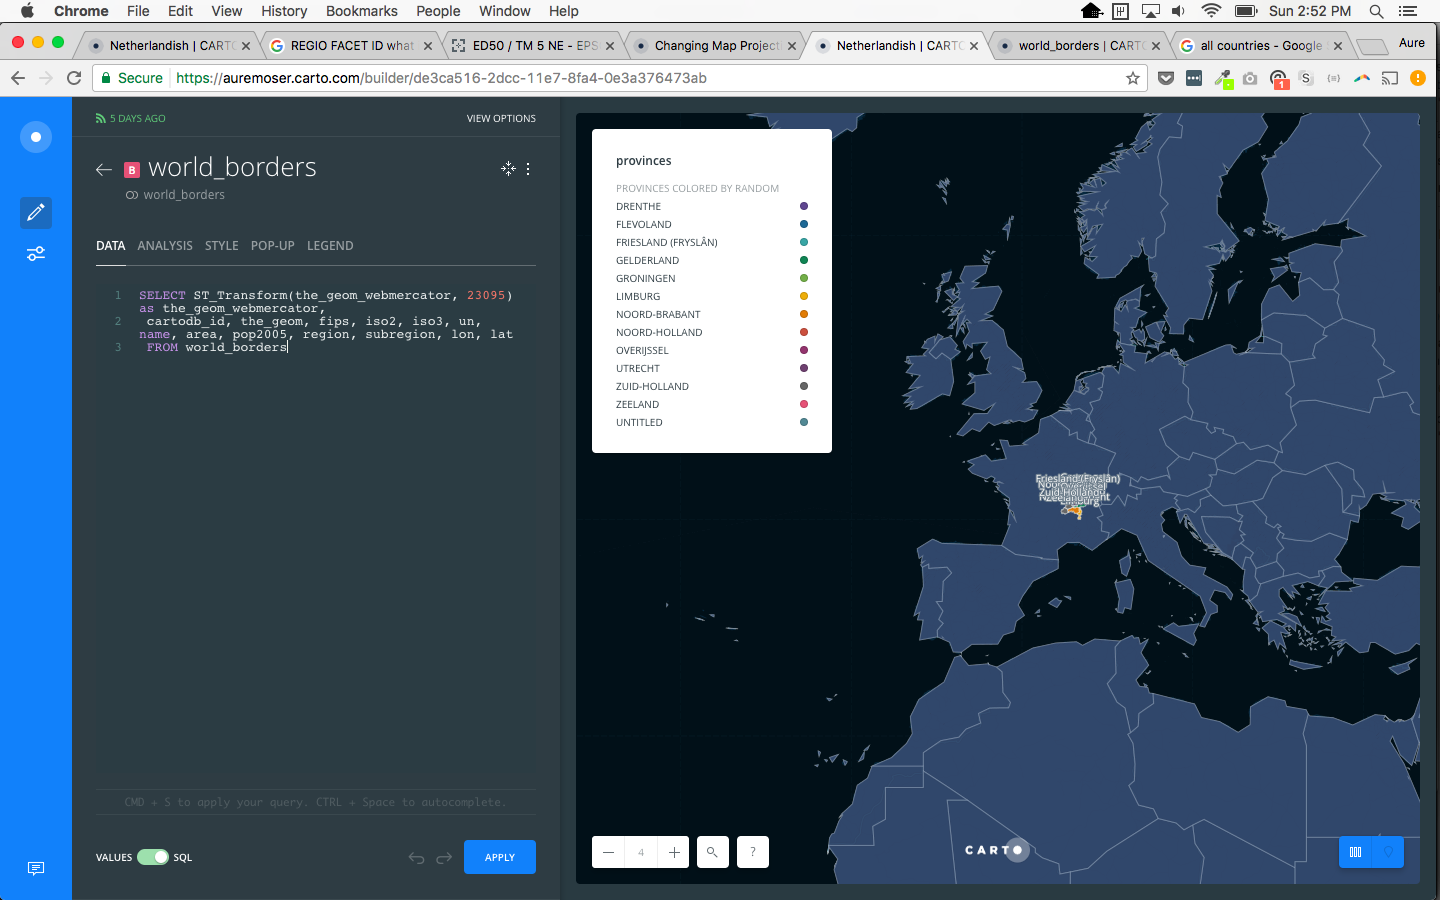 Chrome File Edit View History Bookmarks People Window Help Sun 2:52 PM
Netherlandish | CARTO
REGIO FACET ID what
ED50 / TM 5 NE - EPS
Changing Map Project
Netherlandish | CARTO
world_borders | CARTO
all countries - Google
Aure
Secure https://auremoser.carto.com/builder/de3ca516-2dcc-11e7-8fa4-0e3a376473ab
S
1
5 DAYS AGO
VIEW OPTIONS
B world_borders
world_borders
DATA ANALYSIS STYLE POP-UP LEGEND
1 SELECT ST_Transform(the_geom_webmercator, 23095)
as the_geom_webmercator,
2 cartodb_id, the_geom, fips, iso2, iso3, un,
name, area, pop2005, region, subregion, lon, lat
3 FROM world_borders
CMD + S to apply your query. CTRL + Space to autocomplete.
VALUES SQL
APPLY
provinces
PROVINCES COLORED BY RANDOM
DRENTHE
FLEVOLAND
FRIESLAND (FRYSLÂN)
GELDERLAND
GRONINGEN
LIMBURG
NOORD-BRABANT
NOORD-HOLLAND
OVERIJSSEL
UTRECHT
ZUID-HOLLAND
ZEELAND
UNTITLED
Friesland (Fryslân)
Zuid-Holland
Limburg
4
?
CARTO